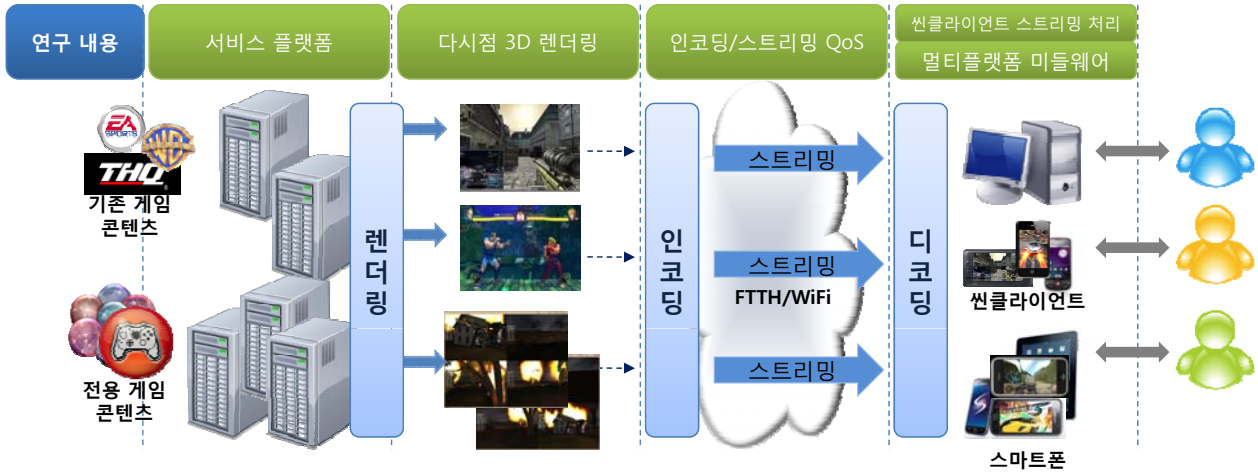 연구 내용
서비스 플랫폼
다시점 3D 렌더링
인코딩/스트리밍 QoS
씬클라이언트 스트리밍 처리
멀티플랫폼 미들웨어
EA
SPORTS
THQ
기존 게임
콘텐츠
전용 게임
콘텐츠
렌더링
인코딩
스트리밍
스트리밍
FTTH/WiFi
스트리밍
디코딩
씬클라이언트
스마트폰